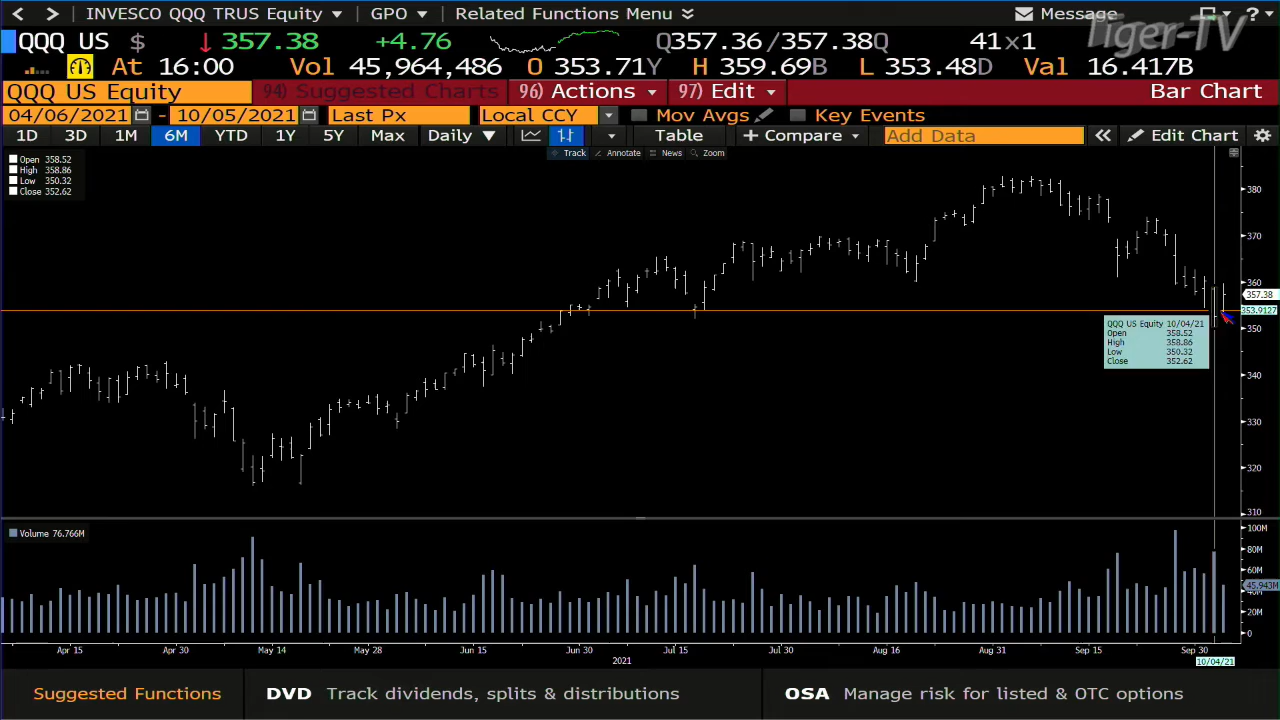 INVESCO QQQ TRUS Equity GPO Related Functions Menu Message ?
Tiger-TV
QQQ US $ 357.38 +4.76 Q357.36/357.38Q 41x1
At 16:00 Vol 45,964,486 O 353.71Y H 359.69B L 353.48D Val 16.417B
QQQ US Equity 94) Suggested Charts 96) Actions 97) Edit Bar Chart
04/06/2021 - 10/05/2021 Last Px Local CCY Mov Avgs Key Events
1D 3D 1M 6M YTD 1Y 5Y Max Daily ▼ Table + Compare Add Data « Edit Chart
Track Annotate News Zoom
Open 358.52
High 358.86
Low 350.32
Close 352.62
380
370
360
357.38
353.9127
350
340
330
320
310
QQQ US Equity 10/04/21
Open 358.52
High 358.86
Low 350.32
Close 352.62
Volume 76.766M
100M
80M
60M
45.943M
40M
20M
0
Apr 15 Apr 30 May 14 May 28 Jun 15 Jun 30 Jul 15 Jul 30 Aug 16 Aug 31 Sep 15 Sep 30
2021 10/04/21
Suggested Functions DVD Track dividends, splits & distributions OSA Manage risk for listed & OTC options